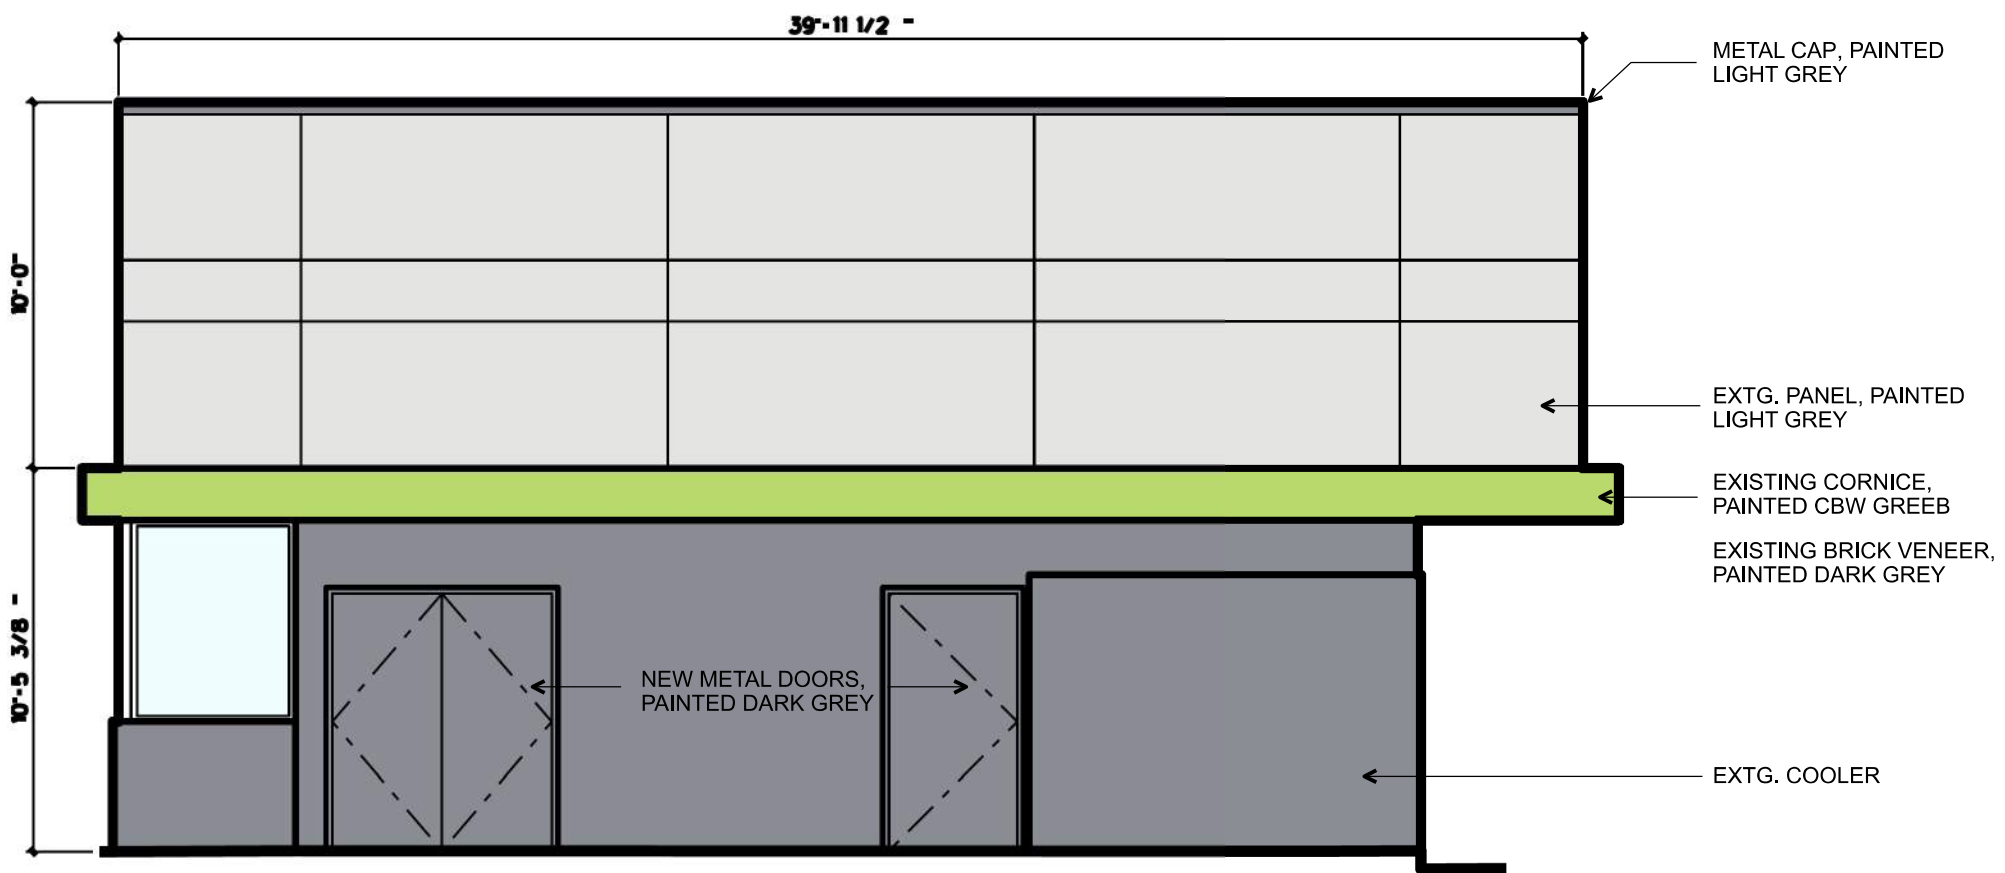 39'-11 1/2 "
METAL CAP, PAINTED
LIGHT GREY
10'-0"
EXTG. PANEL, PAINTED
LIGHT GREY
EXISTING CORNICE,
PAINTED CBW GREEB
EXISTING BRICK VENEER,
PAINTED DARK GREY
10'-5 3/8 "
NEW METAL DOORS,
PAINTED DARK GREY
EXTG. COOLER